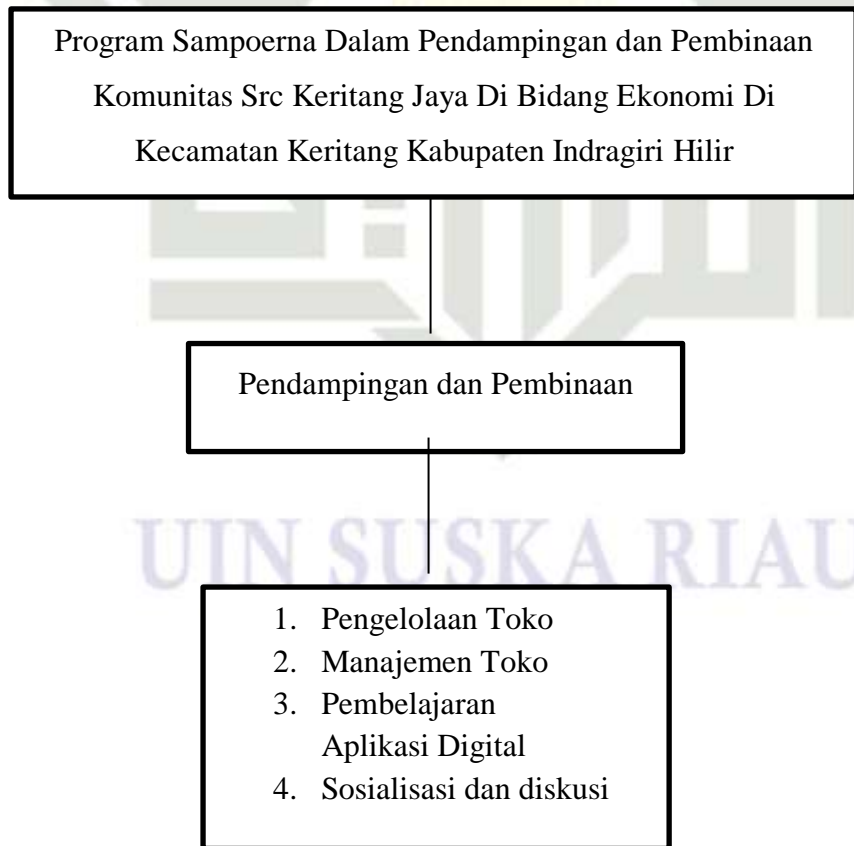 Program Sampoerna Dalam Pendampingan dan Pembinaan
Komunitas Src Keritang Jaya Di Bidang Ekonomi Di
Kecamatan Keritang Kabupaten Indragiri Hilir
Pendampingan dan Pembinaan
UIN SUSKA RIAU
1. Pengelolaan Toko
2. Manajemen Toko
3. Pembelajaran
Aplikasi Digital
4. Sosialisasi dan diskusi